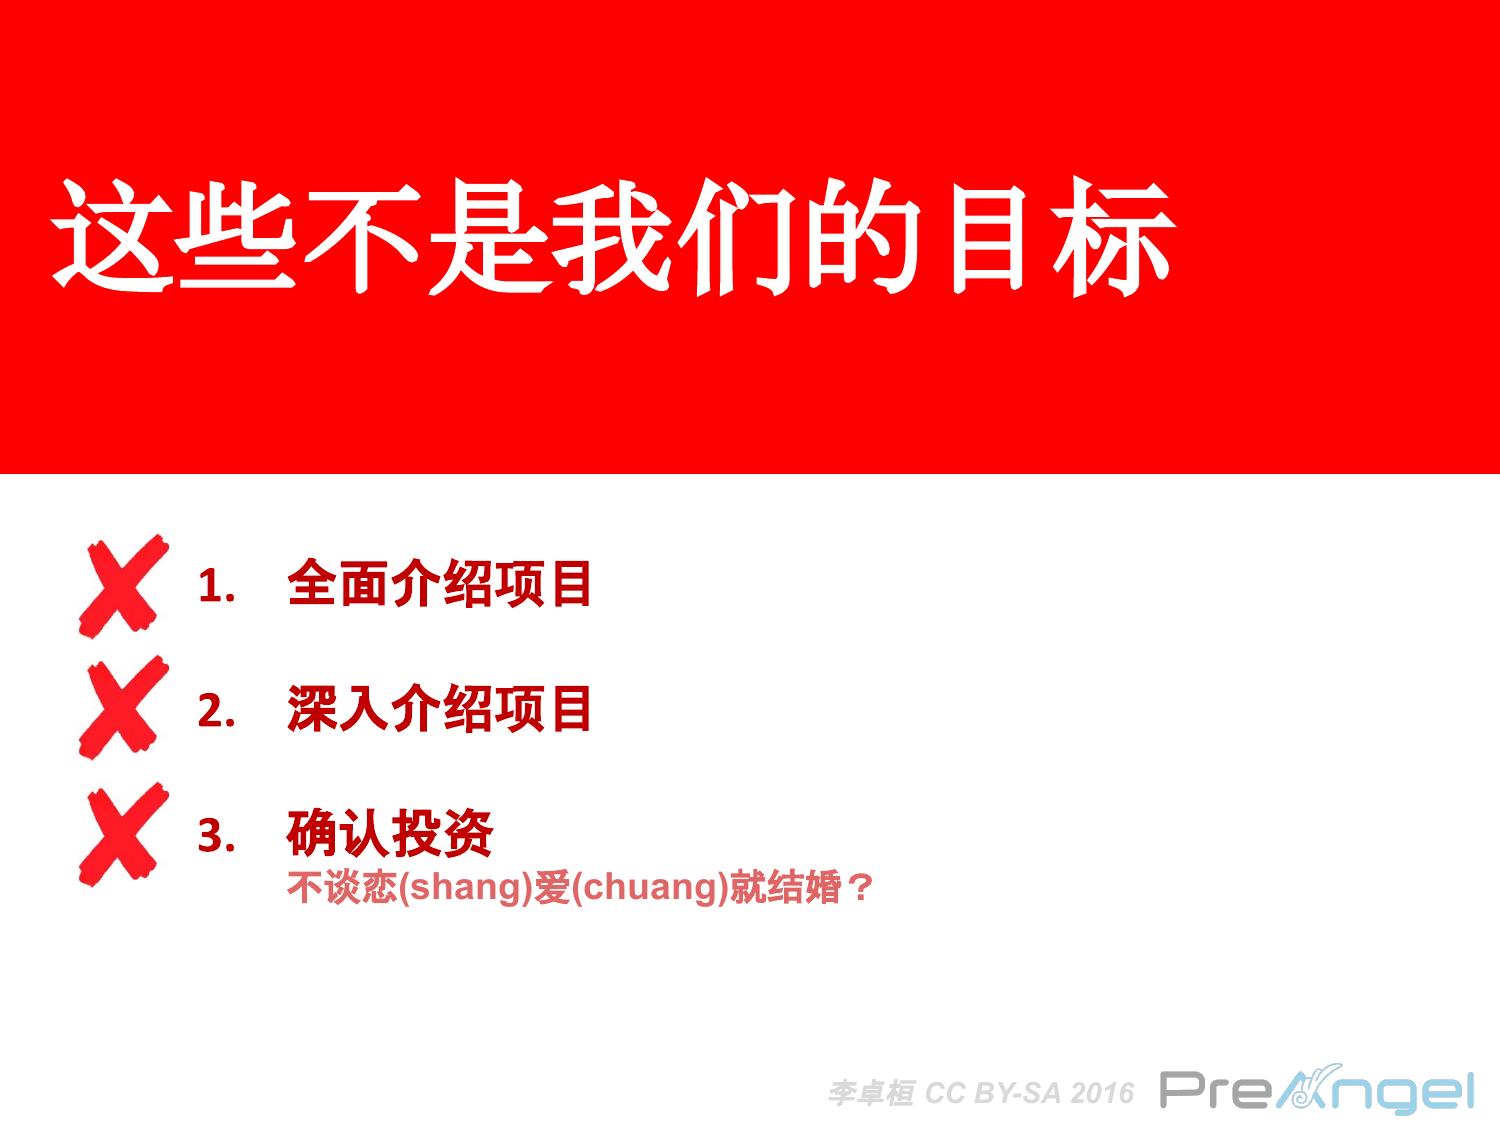 这些不是我们的目标
1. 全面介绍项目
2. 深入介绍项目
3. 确认投资
不谈恋(shang)爱(chuang)就结婚？
李卓桓 CC BY-SA 2016 PreAngel